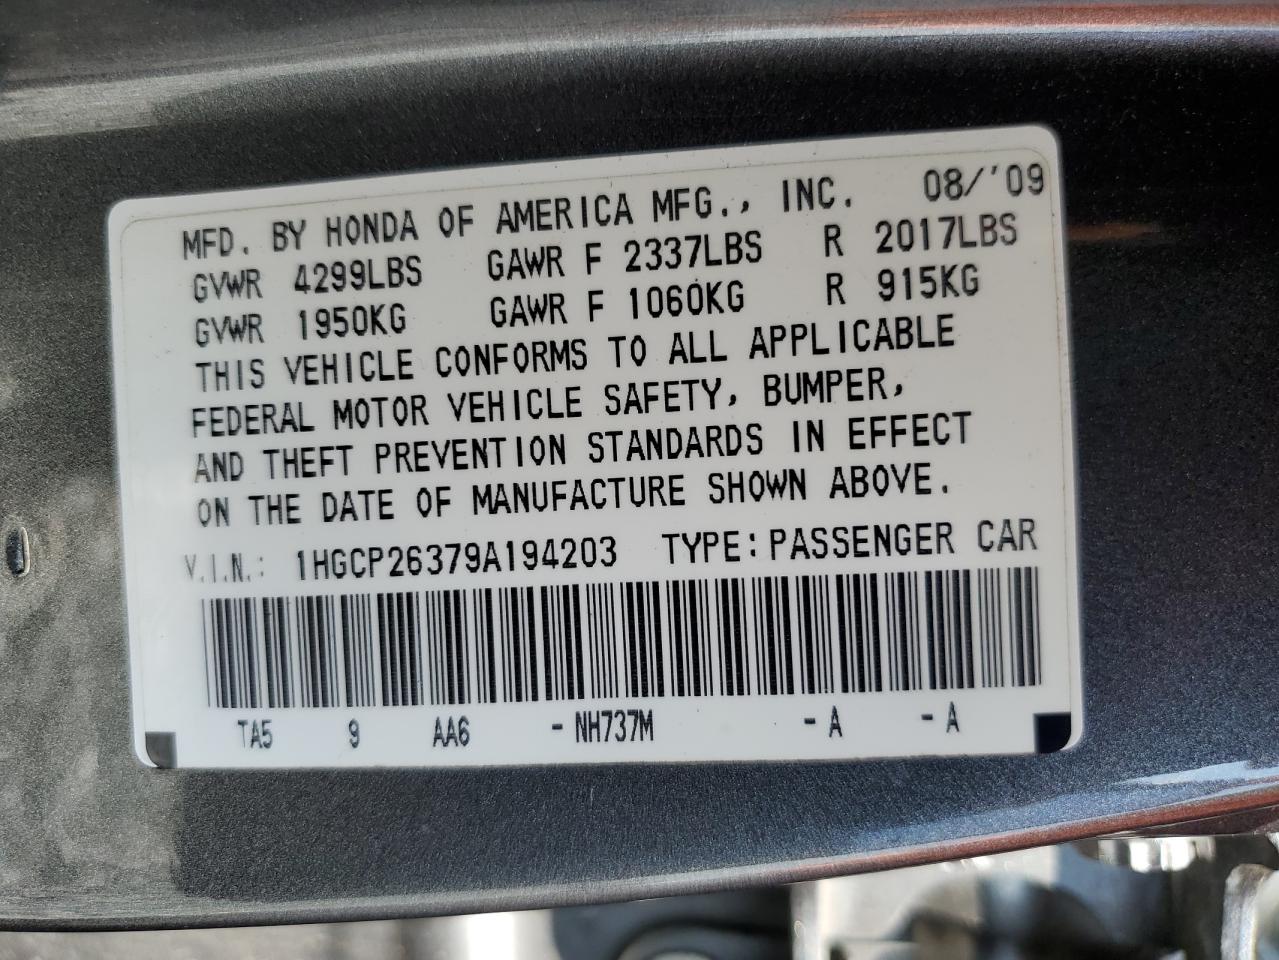 MFD. BY HONDA OF AMERICA MFG., INC. 08/'09
GVWR 4299LBS GAWR F 2337LBS R 2017LBS
GVWR 1950KG GAWR F 1060KG R 915KG
THIS VEHICLE CONFORMS TO ALL APPLICABLE
FEDERAL MOTOR VEHICLE SAFETY, BUMPER,
AND THEFT PREVENTION STANDARDS IN EFFECT
ON THE DATE OF MANUFACTURE SHOWN ABOVE.
V.I.N.: 1HGCP26379A194203 TYPE:PASSENGER CAR
TA5 9 AA6 -NH737M -A -A